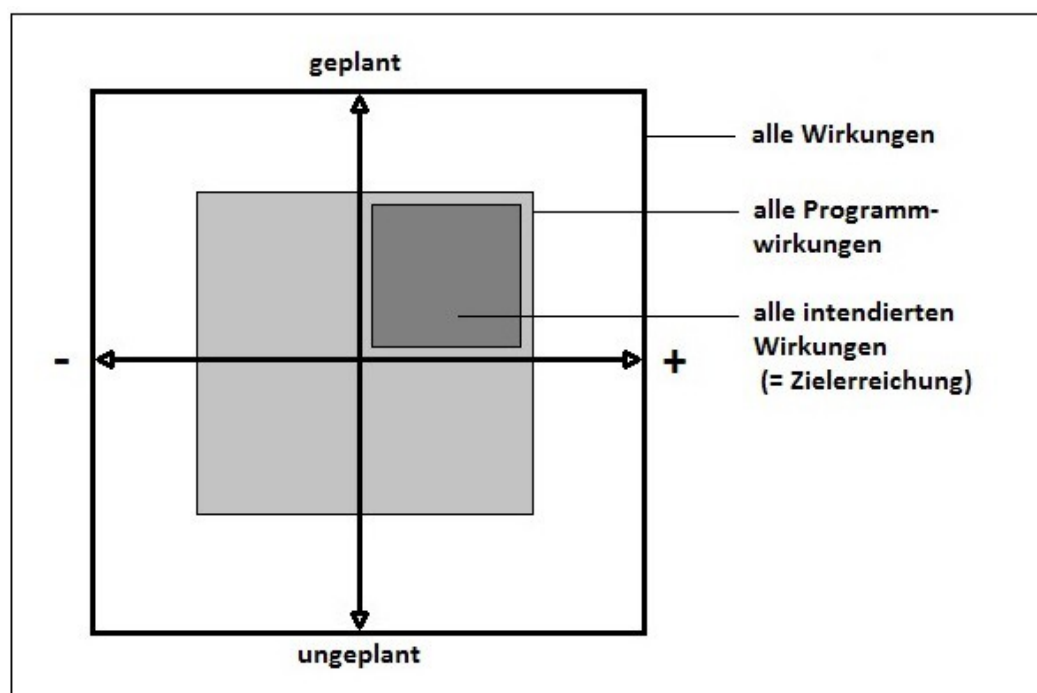 geplant
alle Wirkungen
alle Programm-
wirkungen
alle intendierten
Wirkungen
(= Zielerreichung)
- +
ungeplant